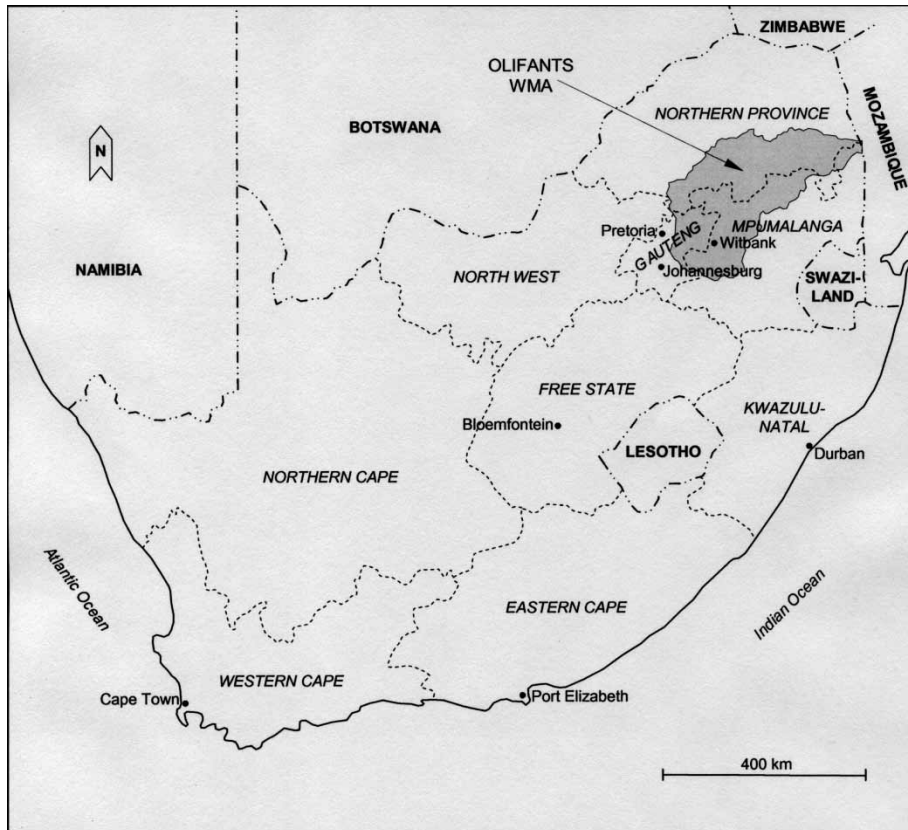 ZIMBABWE
OLIFANTS
WMA
MOZAMBIQUE
NORTHERN PROVINCE
BOTSWANA
N
MPUMALANGA
Pretoria
GAUTENG
Witbank
NAMIBIA
NORTH WEST
Johannesburg
SWAZI-
LAND
FREE STATE
KWAZULU-
NATAL
Bloemfontein
LESOTHO
Durban
NORTHERN CAPE
Atlantic Ocean
Indian Ocean
EASTERN CAPE
WESTERN CAPE
Cape Town
Port Elizabeth
400 km